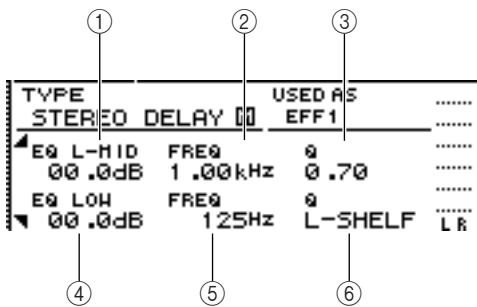 ① ② ③
TYPE USED AS
STEREO DELAY EFF1
EQ L-MID FREQ Q
00.0dB 1.00kHz 0.70
EQ LOW FREQ Q
00.0dB 125Hz L-SHELF L R
④ ⑤ ⑥